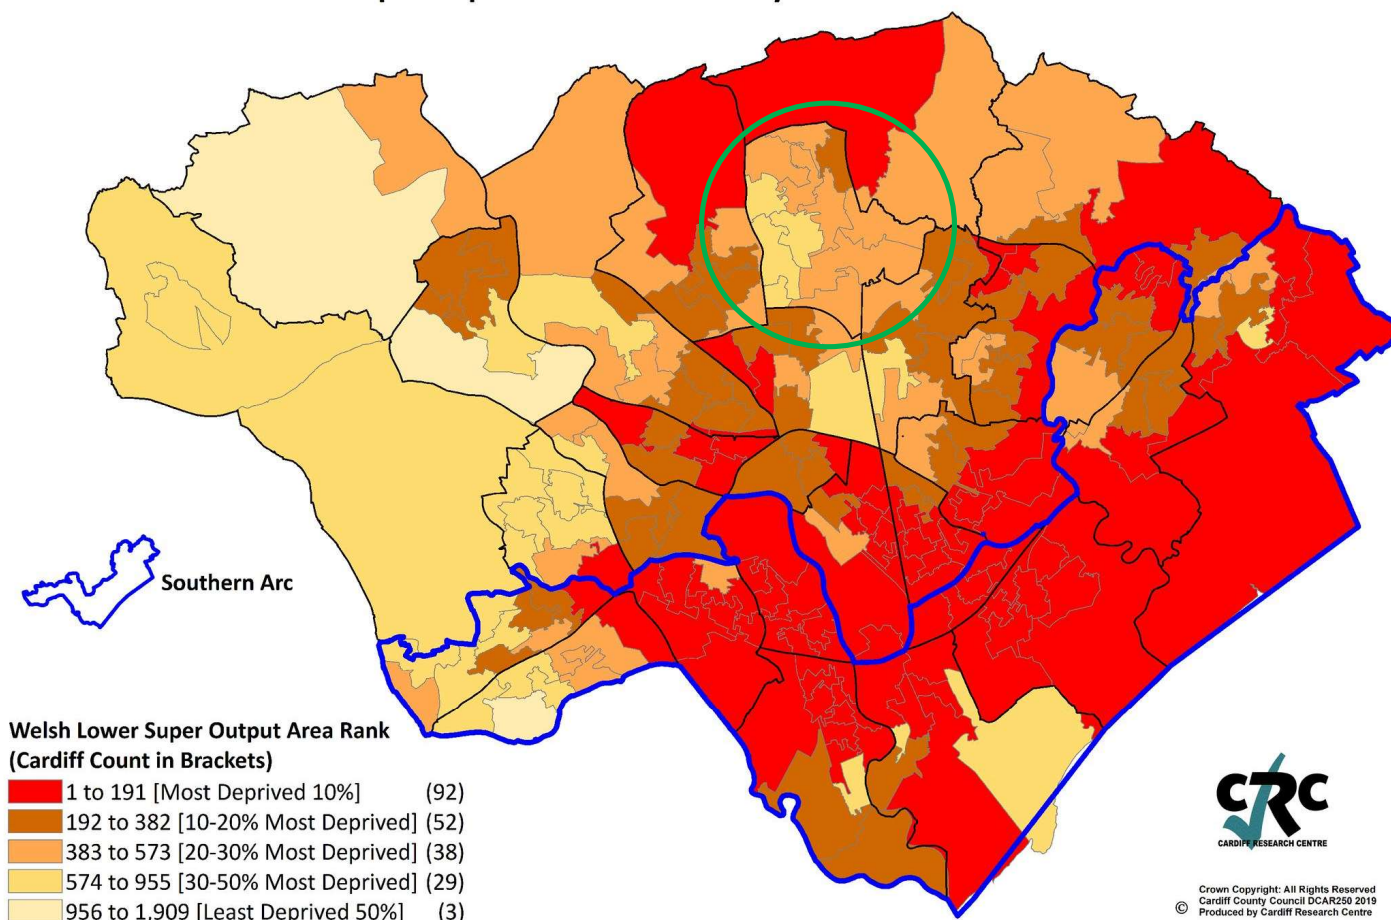 Southern Arc
Welsh Lower Super Output Area Rank
(Cardiff Count in Brackets)
1 to 191 [Most Deprived 10%] (92)
192 to 382 [10-20% Most Deprived] (52)
383 to 573 [20-30% Most Deprived] (38)
574 to 955 [30-50% Most Deprived] (29)
956 to 1,909 [Least Deprived 50%] (3)
CRC
CARDIFF RESEARCH CENTRE
Crown Copyright: All Rights Reserved
Cardiff County Council DCAR250 2019
© Produced by Cardiff Research Centre